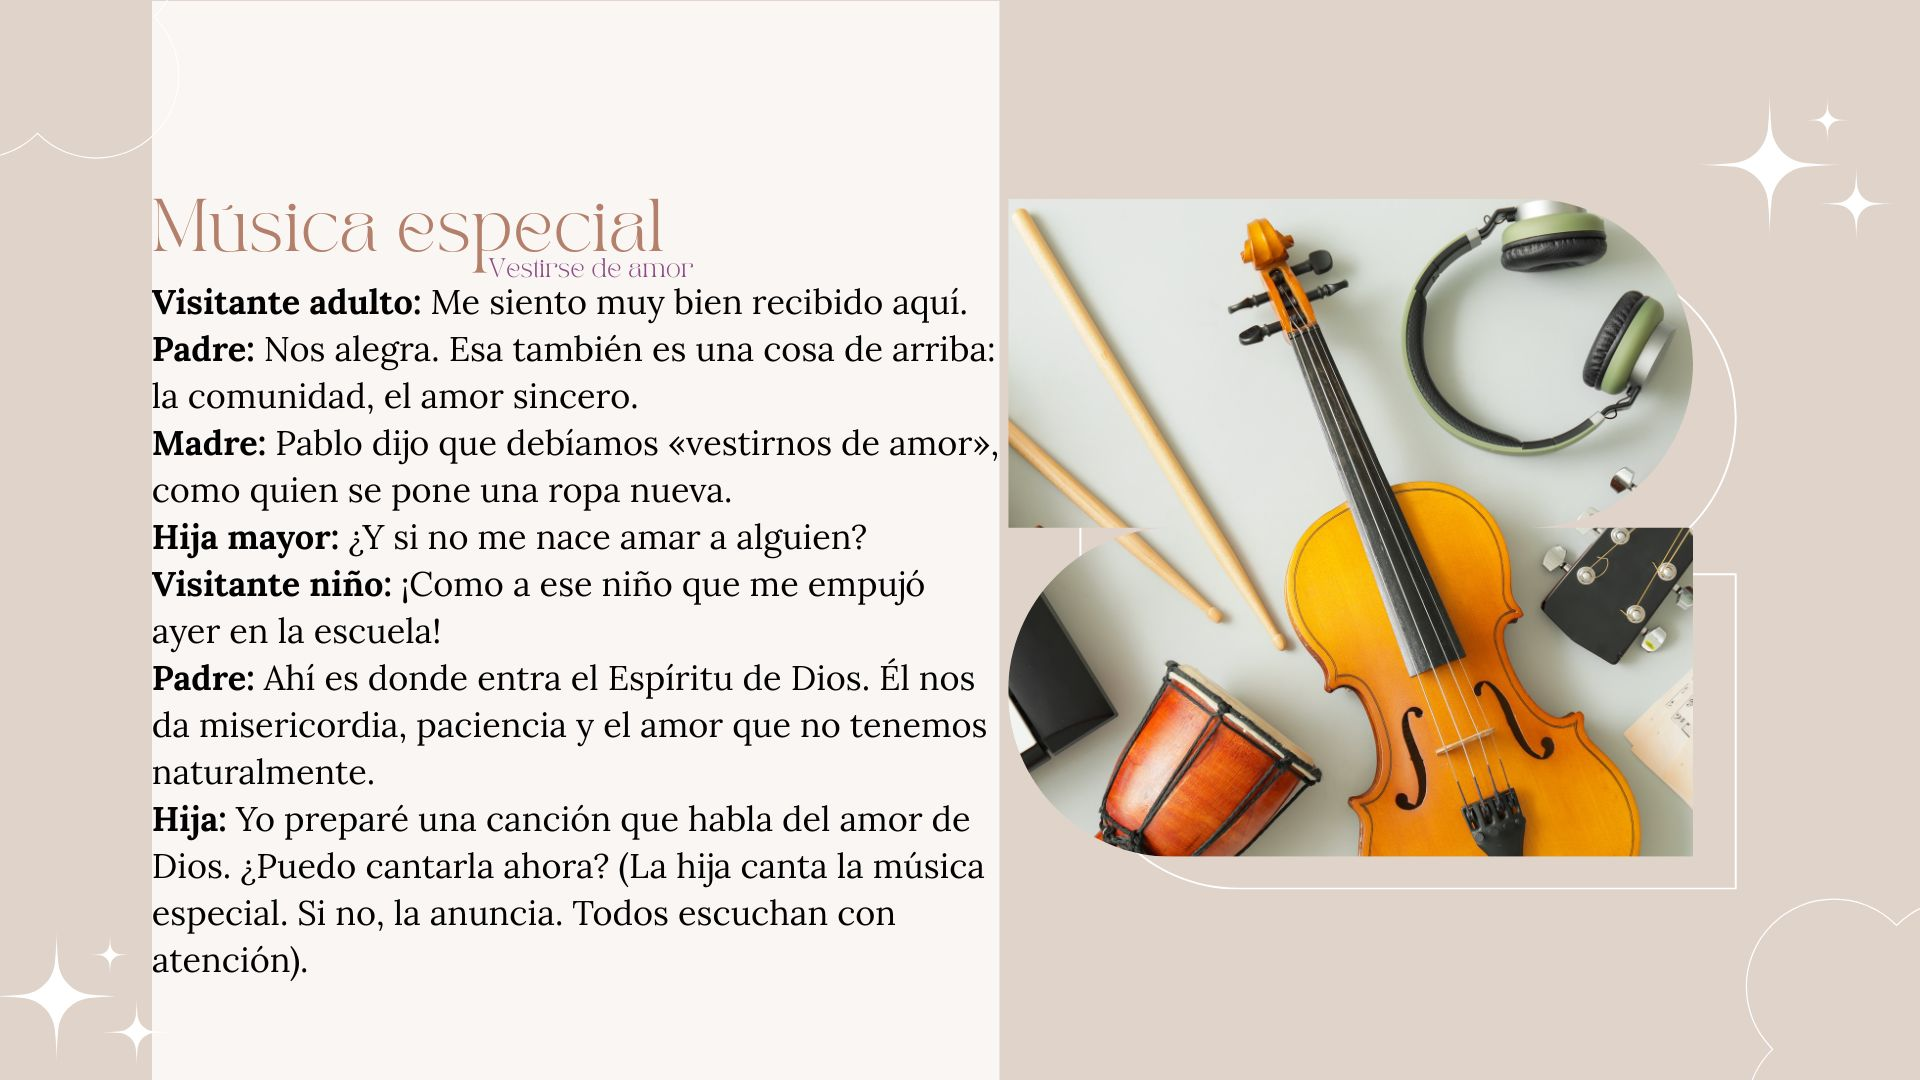 Música especial
Vestirse de amor
Visitante adulto: Me siento muy bien recibido aquí.
Padre: Nos alegra. Esa también es una cosa de arriba:
la comunidad, el amor sincero.
Madre: Pablo dijo que debíamos «vestirnos de amor»,
como quien se pone una ropa nueva.
Hija mayor: ¿Y si no me nace amar a alguien?
Visitante niño: ¡Como a ese niño que me empujó
ayer en la escuela!
Padre: Ahí es donde entra el Espíritu de Dios. Él nos
da misericordia, paciencia y el amor que no tenemos
naturalmente.
Hija: Yo preparé una canción que habla del amor de
Dios. ¿Puedo cantarla ahora? (La hija canta la música
especial. Si no, la anuncia. Todos escuchan con
atención).